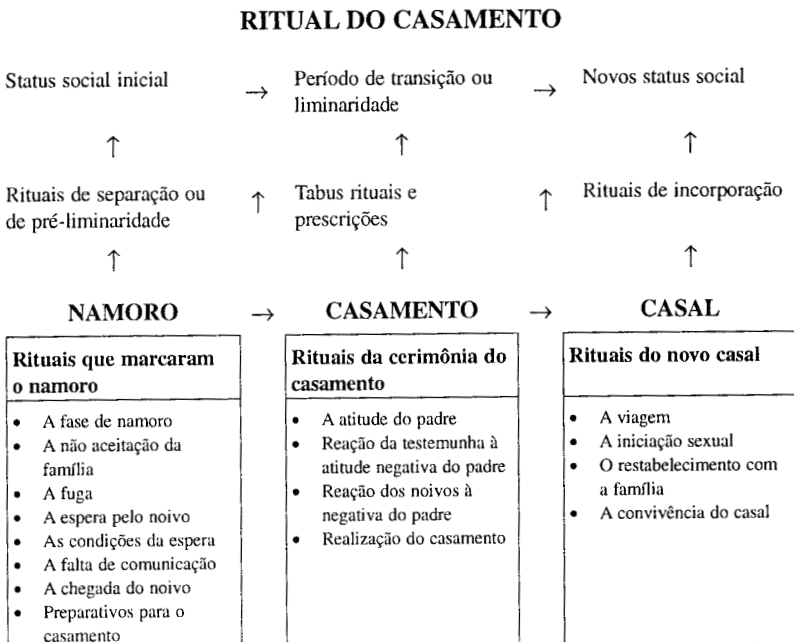 RITUAL DO CASAMENTO
Status social inicial → Período de transição ou liminaridade → Novos status social
↑ ↑ ↑
Rituais de separação ou de pré-liminaridade ↑ Tabus rituais e prescrições ↑ Rituais de incorporação
↑ ↑ ↑
NAMORO → CASAMENTO → CASAL
Rituais que marcaram
o namoro
• A fase de namoro
• A não aceitação da
família
• A fuga
• A espera pelo noivo
• As condições da espera
• A falta de comunicação
• A chegada do noivo
• Preparativos para o
casamento
Rituais da cerimônia do
casamento
• A atitude do padre
• Reação da testemunha à
atitude negativa do padre
• Reação dos noivos à
negativa do padre
• Realização do casamento
Rituais do novo casal
• A viagem
• A iniciação sexual
• O restabelecimento com
a família
• A convivência do casal